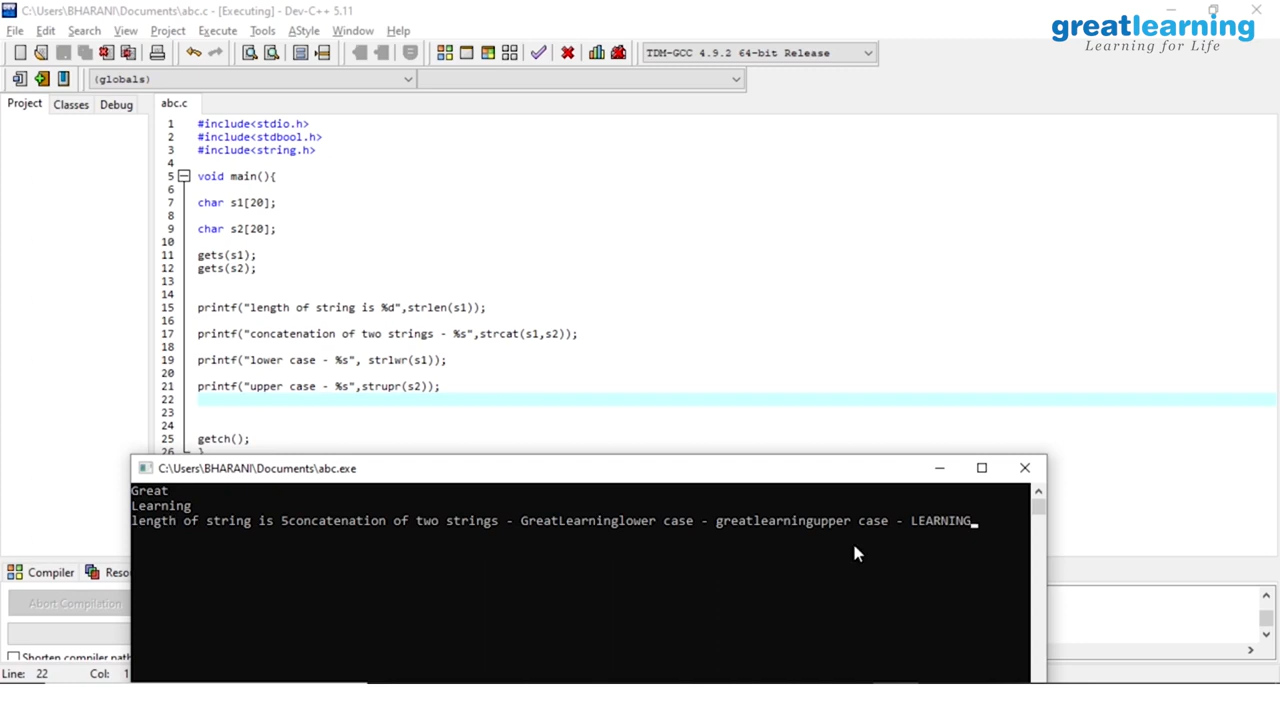 C:\Users\BHARANI\Documents\abc.c - [Executing] - Dev-C++ 5.11
greatlearning
Learning for Life
File Edit Search View Project Execute Tools AStyle Window Help
TDM-GCC 4.9.2 64-bit Release
(globals)
Project Classes Debug
abc.c
1 #include<stdio.h>
2 #include<stdbool.h>
3 #include<string.h>
4
5 void main(){
6
7 char s1[20];
8
9 char s2[20];
10
11 gets(s1);
12 gets(s2);
13
14
15 printf("length of string is %d",strlen(s1));
16
17 printf("concatenation of two strings - %s",strcat(s1,s2));
18
19 printf("lower case - %s", strlwr(s1));
20
21 printf("upper case - %s",strupr(s2));
22
23
24
25 getch();
26 }
C:\Users\BHARANI\Documents\abc.exe
Great
Learning
length of string is 5concatenation of two strings - GreatLearninglower case - greatlearningupper case - LEARNING_
Compiler Reso
Abort Compilation
Shorten compiler path
Line: 22 Col: 1